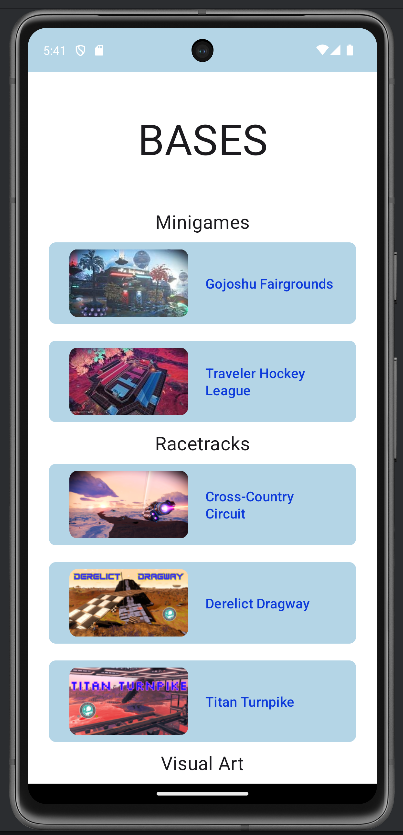 5:41
BASES
Minigames
Gojoshu Fairgrounds
Traveler Hockey
League
Racetracks
Cross-Country
Circuit
DERELICT DRAGWAY
Derelict Dragway
TITAN TURNPIKE
Titan Turnpike
Visual Art